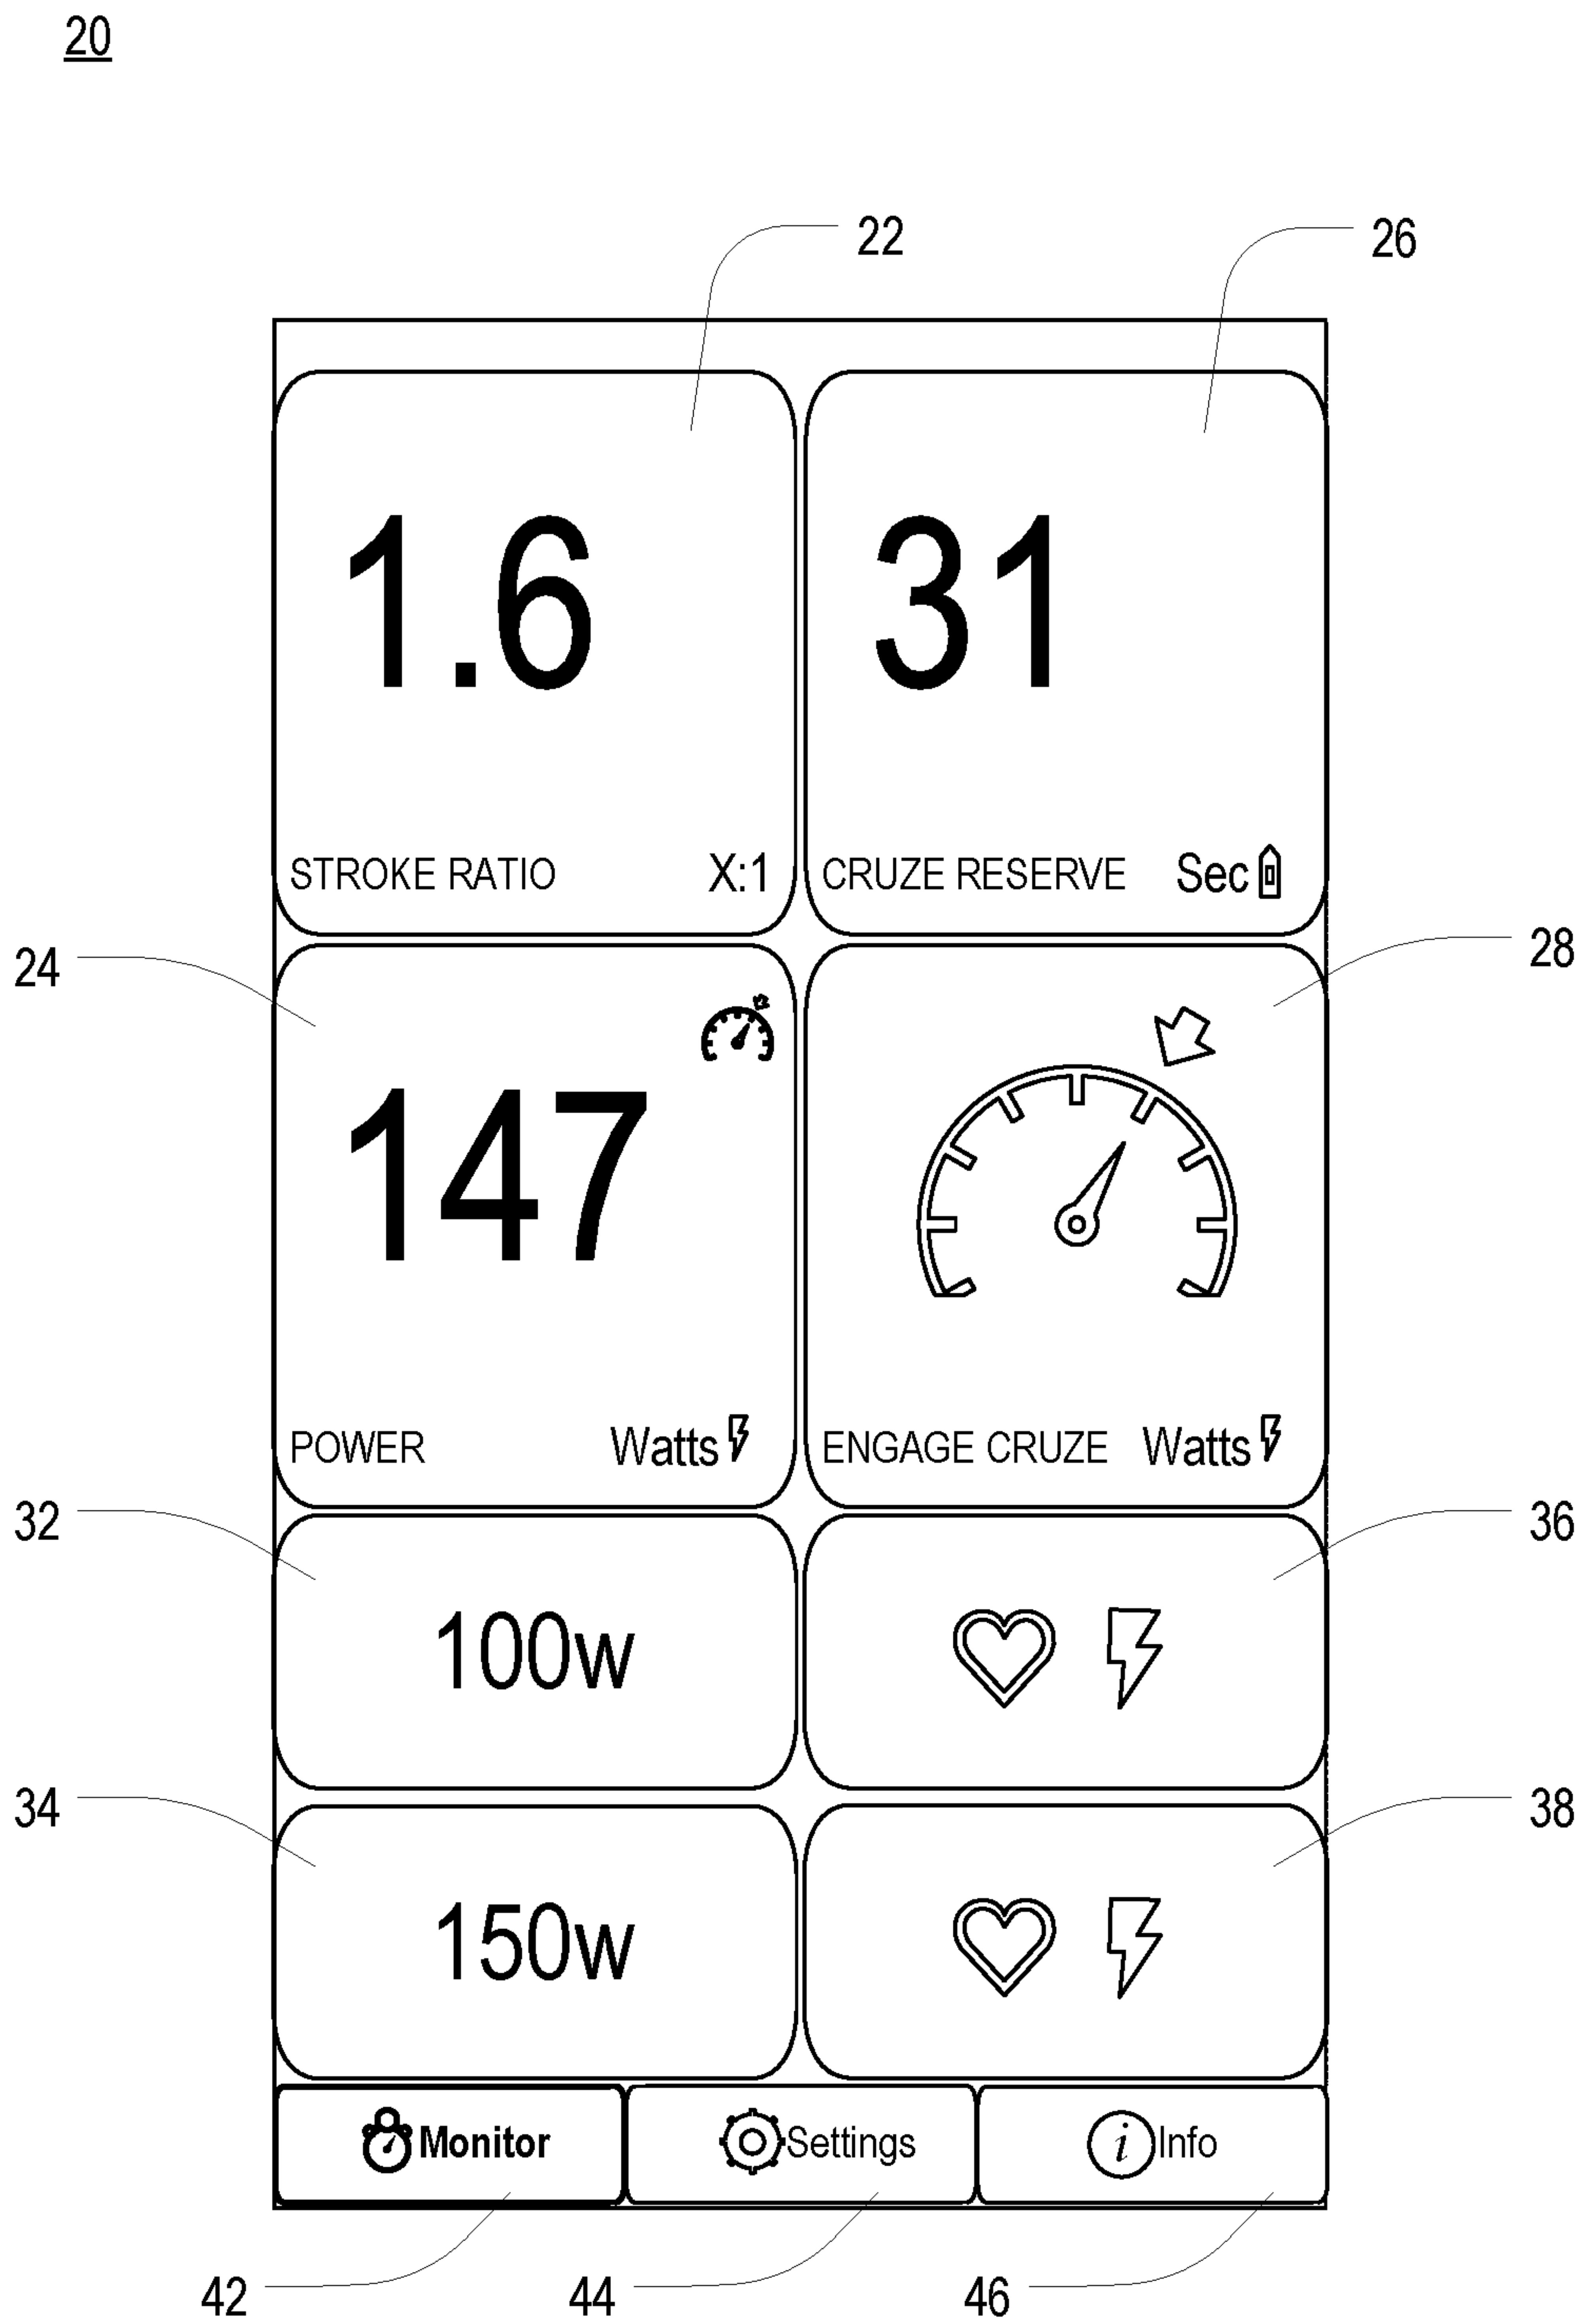 20
22
26
1.6
31
STROKE RATIO X:1
CRUZE RESERVE Sec
24
28
147
POWER Watts
ENGAGE CRUZE Watts
32
36
100w
34
38
150w
Monitor
Settings
i Info
42
44
46